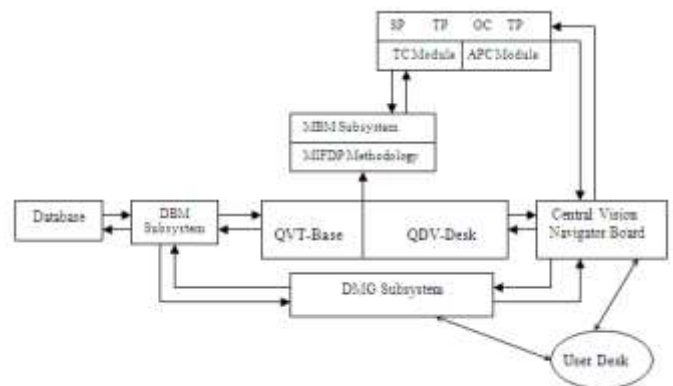 SP TP OC TP
TC Module APC Module
MBM Subsystem
MIFDP Methodology
Database
DBM
Subsystem
QVT-Base
QDV-Desk
Central Vision
Navigator Board
DMG Subsystem
User Desk